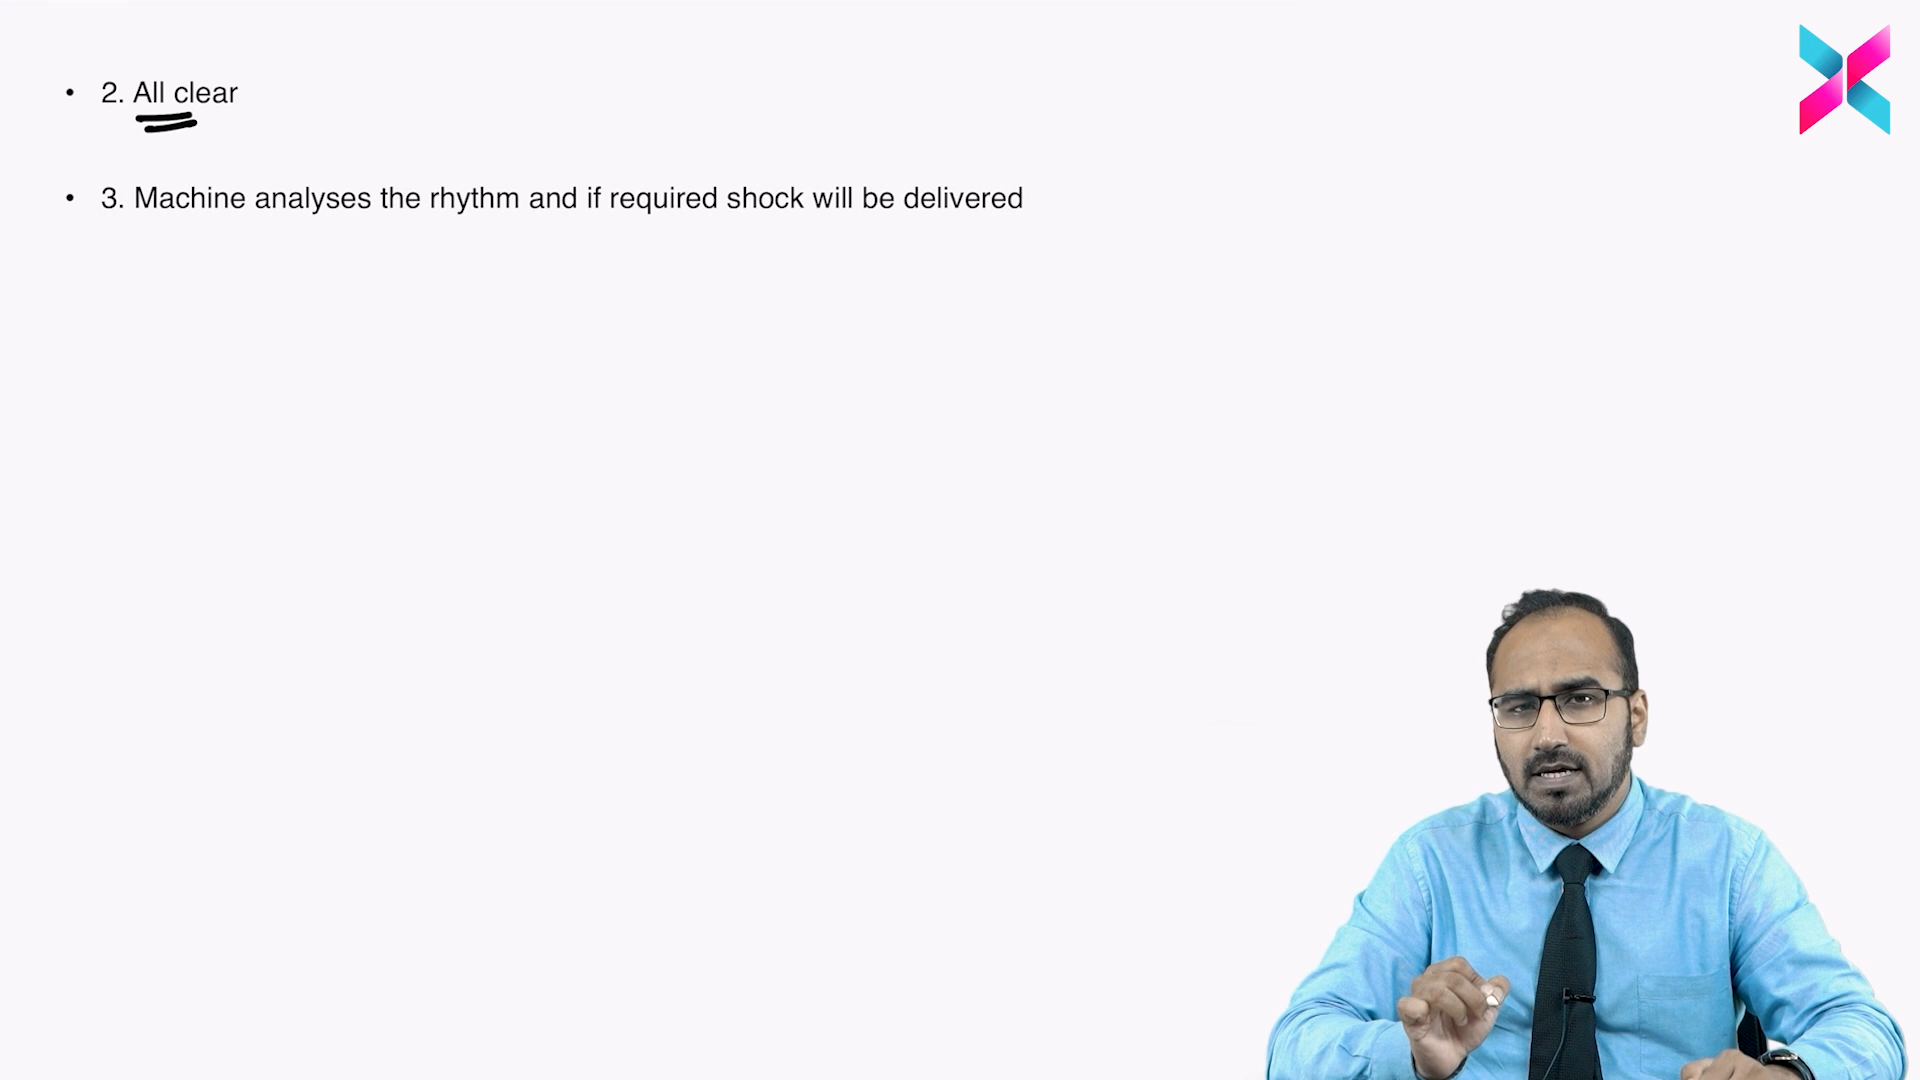 • 2. All clear
• 3. Machine analyses the rhythm and if required shock will be delivered